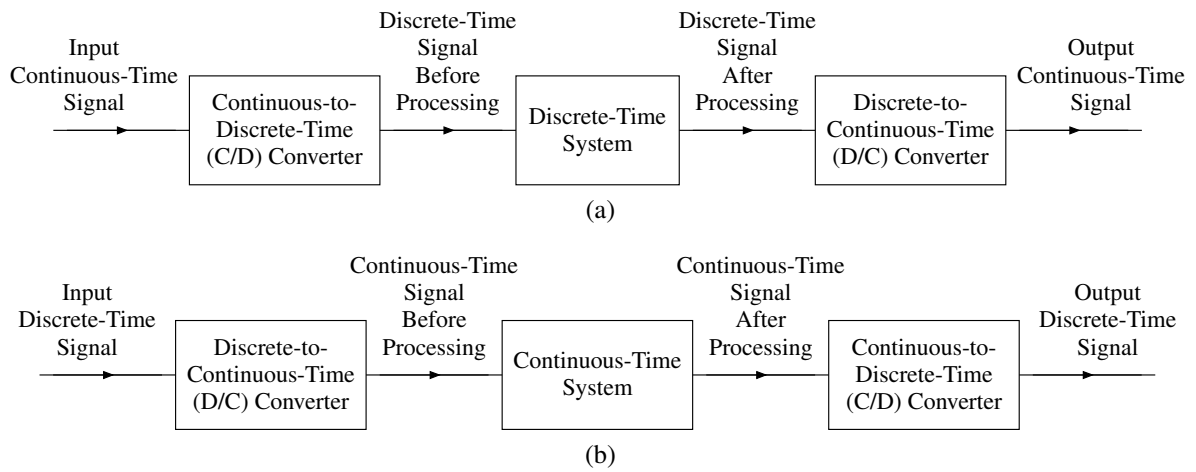 Input
Continuous-Time
Signal
Continuous-to-
Discrete-Time
(C/D) Converter
Discrete-Time
Signal
Before
Processing
Discrete-Time
System
Discrete-Time
Signal
After
Processing
Discrete-to-
Continuous-Time
(D/C) Converter
Output
Continuous-Time
Signal
(a)
Input
Discrete-Time
Signal
Discrete-to-
Continuous-Time
(D/C) Converter
Continuous-Time
Signal
Before
Processing
Continuous-Time
System
Continuous-Time
Signal
After
Processing
Continuous-to-
Discrete-Time
(C/D) Converter
Output
Discrete-Time
Signal
(b)